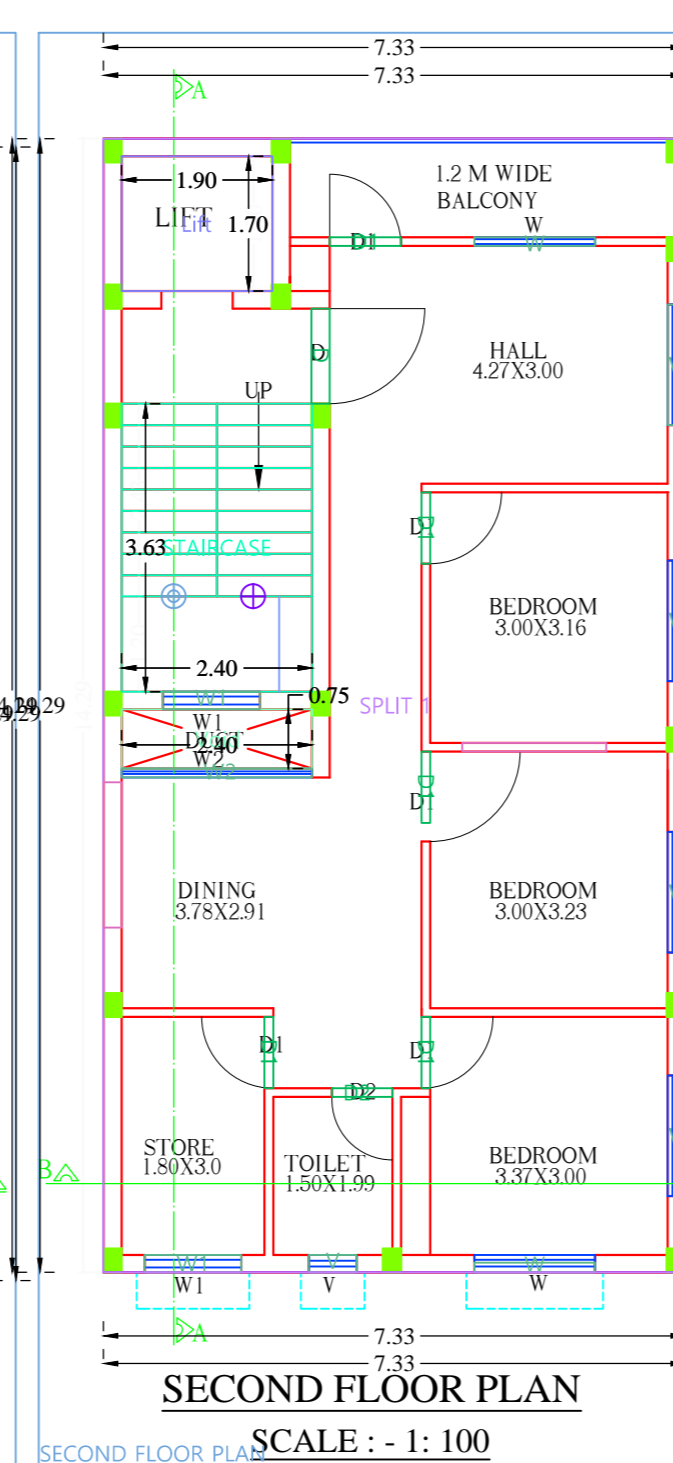 7.33
7.33
A
1.2 M WIDE
BALCONY
1.90
LIFT
Lift
1.70
D1
W
W
D
HALL
4.27X3.00
UP
3.63
STAIRCASE
D
BEDROOM
3.00X3.16
2.40
14.29
0.75
SPLIT 1
W1
W1
DUCT
2.40
W2
W2
D1
DINING
3.78X2.91
BEDROOM
3.00X3.23
D1
D
D2
STORE
1.80X3.0
TOILET
1.50X1.99
BEDROOM
3.37X3.00
B
W1
V
W
W1
V
W
A
7.33
7.33
SECOND FLOOR PLAN
SCALE : - 1: 100
SECOND FLOOR PLAN